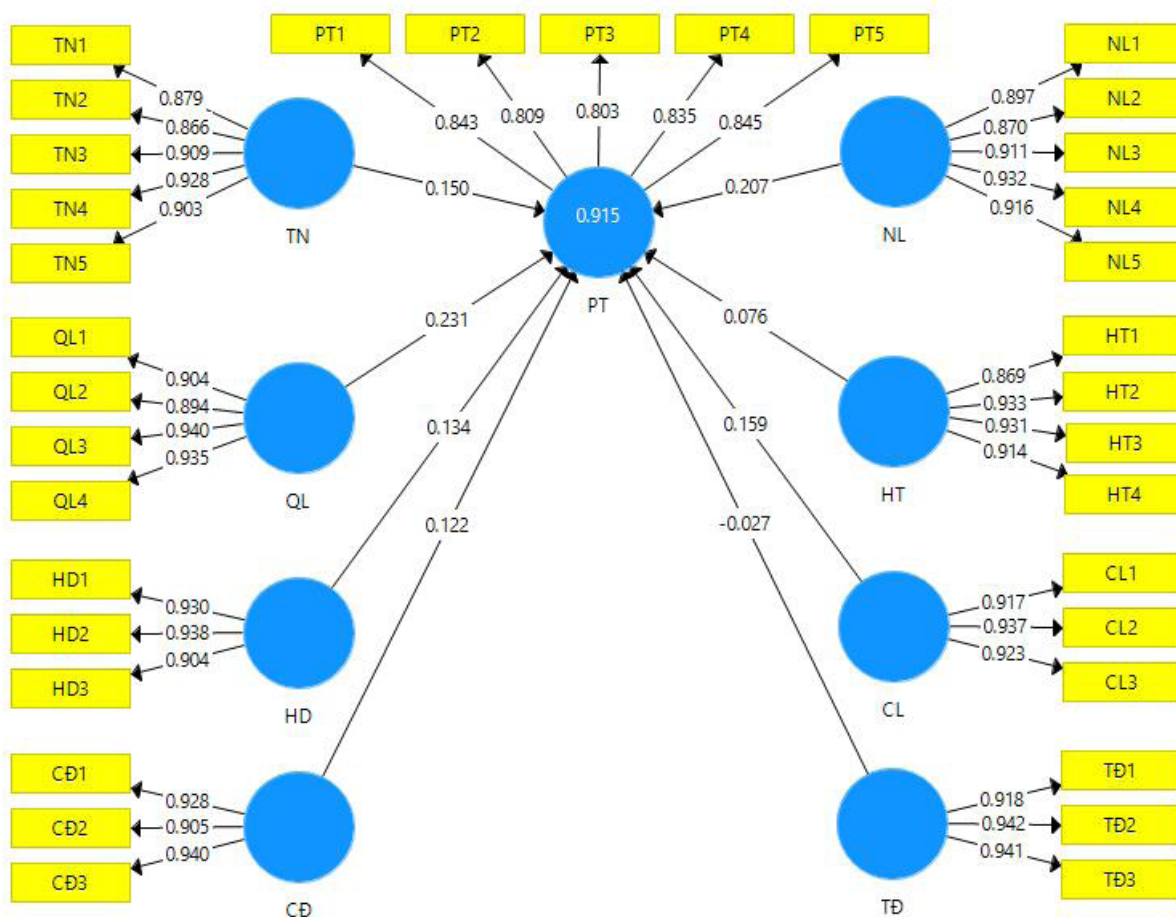 PT1
PT2
PT3
PT4
PT5
0.843
0.809
0.803
0.835
0.845
0.915
PT
TN1
TN2
TN3
TN4
TN5
0.879
0.866
0.909
0.928
0.903
TN
0.150
QL1
QL2
QL3
QL4
0.904
0.894
0.940
0.935
QL
0.231
HD1
HD2
HD3
0.930
0.938
0.904
HD
0.134
CĐ1
CĐ2
CĐ3
0.928
0.905
0.940
CĐ
0.122
NL1
NL2
NL3
NL4
NL5
0.897
0.870
0.911
0.932
0.916
NL
0.207
HT1
HT2
HT3
HT4
0.869
0.933
0.931
0.914
HT
0.076
CL1
CL2
CL3
0.917
0.937
0.923
CL
0.159
TĐ1
TĐ2
TĐ3
0.918
0.942
0.941
TĐ
-0.027